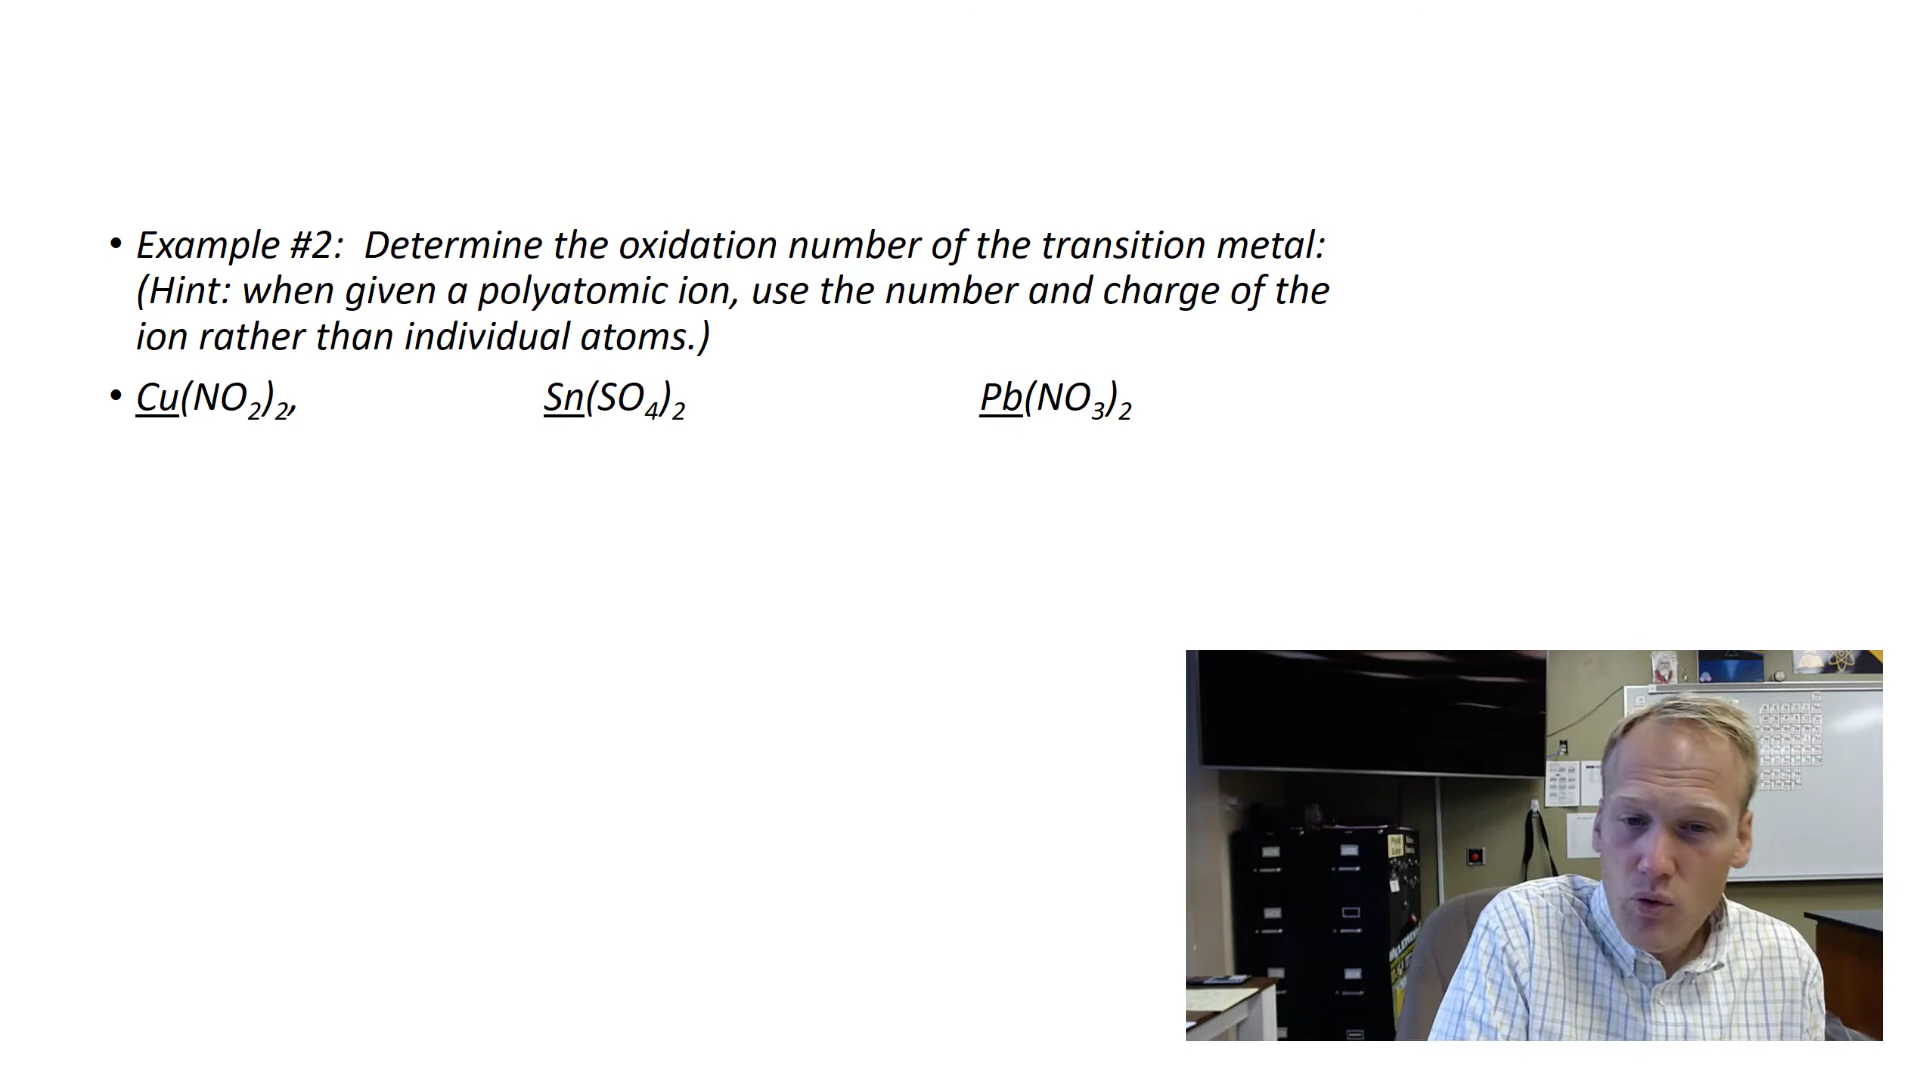 • Example #2:  Determine the oxidation number of the transition metal:
(Hint: when given a polyatomic ion, use the number and charge of the
ion rather than individual atoms.)
• Cu(NO₂)₂, Sn(SO₄)₂ Pb(NO₃)₂